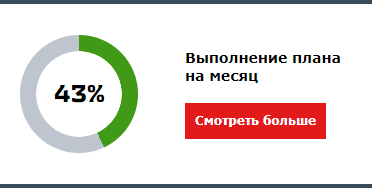 43%
Выполнение плана
на месяц
Смотреть больше